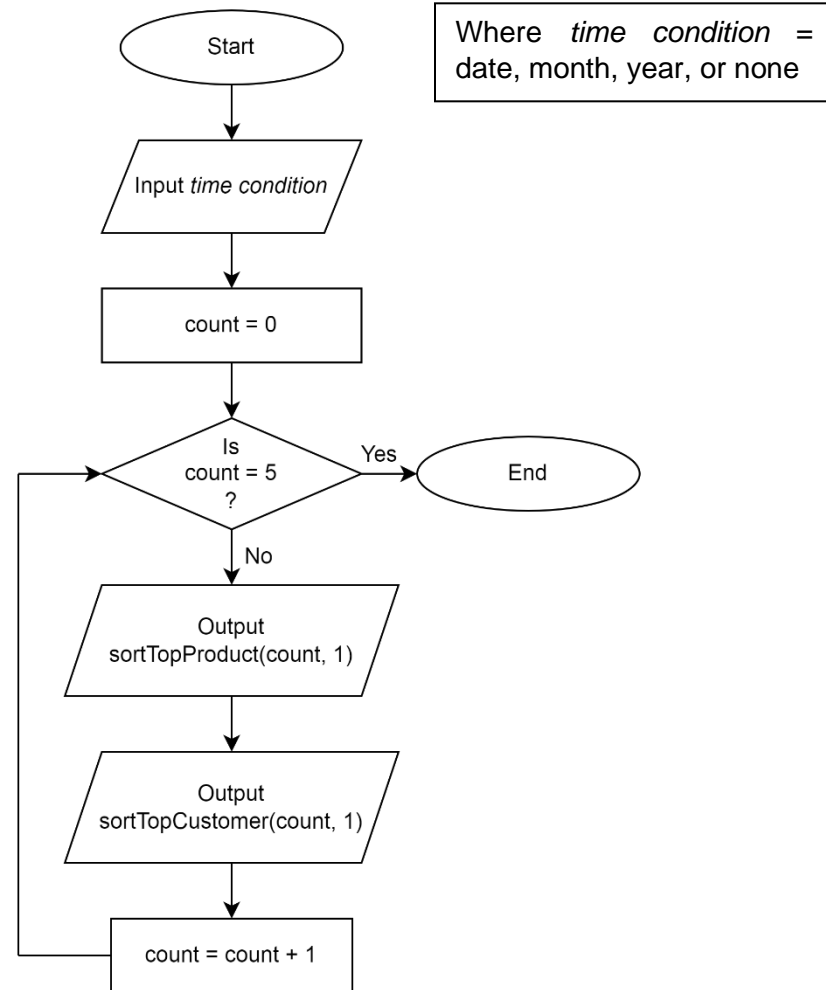 Start
Where time condition =
date, month, year, or none
Input time condition
count = 0
Is
count = 5
?
Yes
End
No
Output
sortTopProduct(count, 1)
Output
sortTopCustomer(count, 1)
count = count + 1